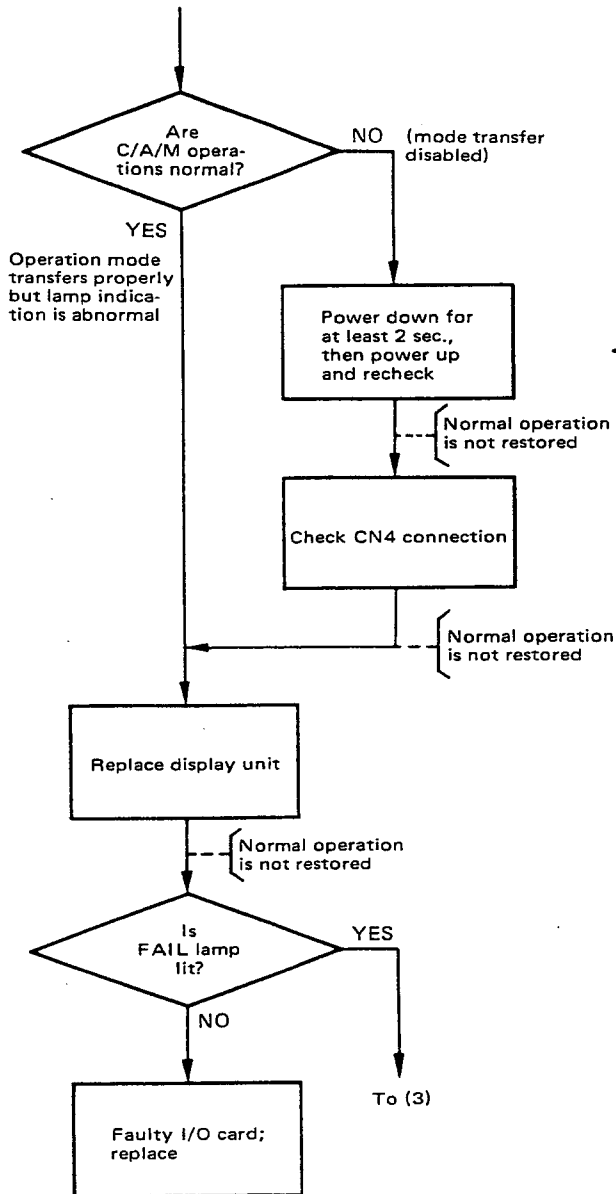 Are
C/A/M opera-
tions normal?
NO
(mode transfer
disabled)
YES
Operation mode
transfers properly
but lamp indica-
tion is abnormal
Power down for
at least 2 sec.,
then power up
and recheck
Normal operation
is not restored
Check CN4 connection
Normal operation
is not restored
Replace display unit
Normal operation
is not restored
Is
FAIL lamp
lit?
YES
NO
To (3)
Faulty I/O card;
replace